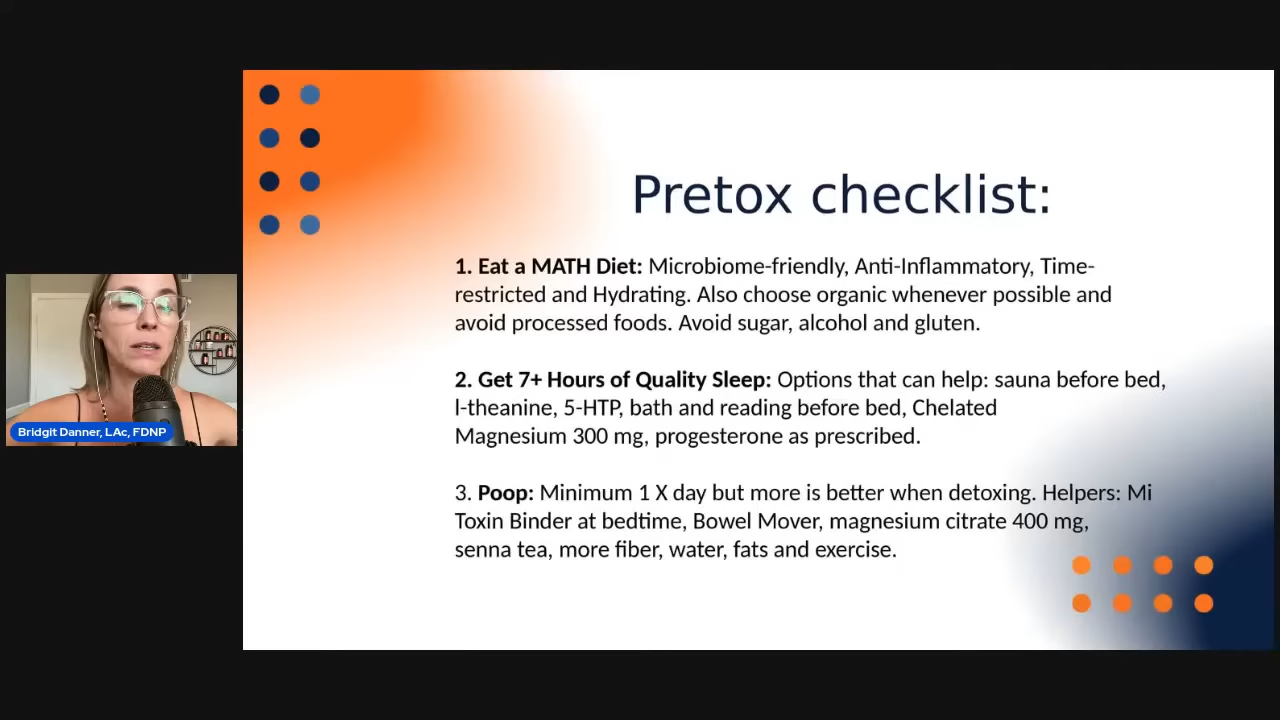 Pretox checklist:
1. Eat a MATH Diet: Microbiome-friendly, Anti-Inflammatory, Time-
restricted and Hydrating. Also choose organic whenever possible and
avoid processed foods. Avoid sugar, alcohol and gluten.
2. Get 7+ Hours of Quality Sleep: Options that can help: sauna before bed,
l-theanine, 5-HTP, bath and reading before bed, Chelated
Magnesium 300 mg, progesterone as prescribed.
3. Poop: Minimum 1 X day but more is better when detoxing. Helpers: Mi
Toxin Binder at bedtime, Bowel Mover, magnesium citrate 400 mg,
senna tea, more fiber, water, fats and exercise.
Bridgit Danner, LAc, FDNP